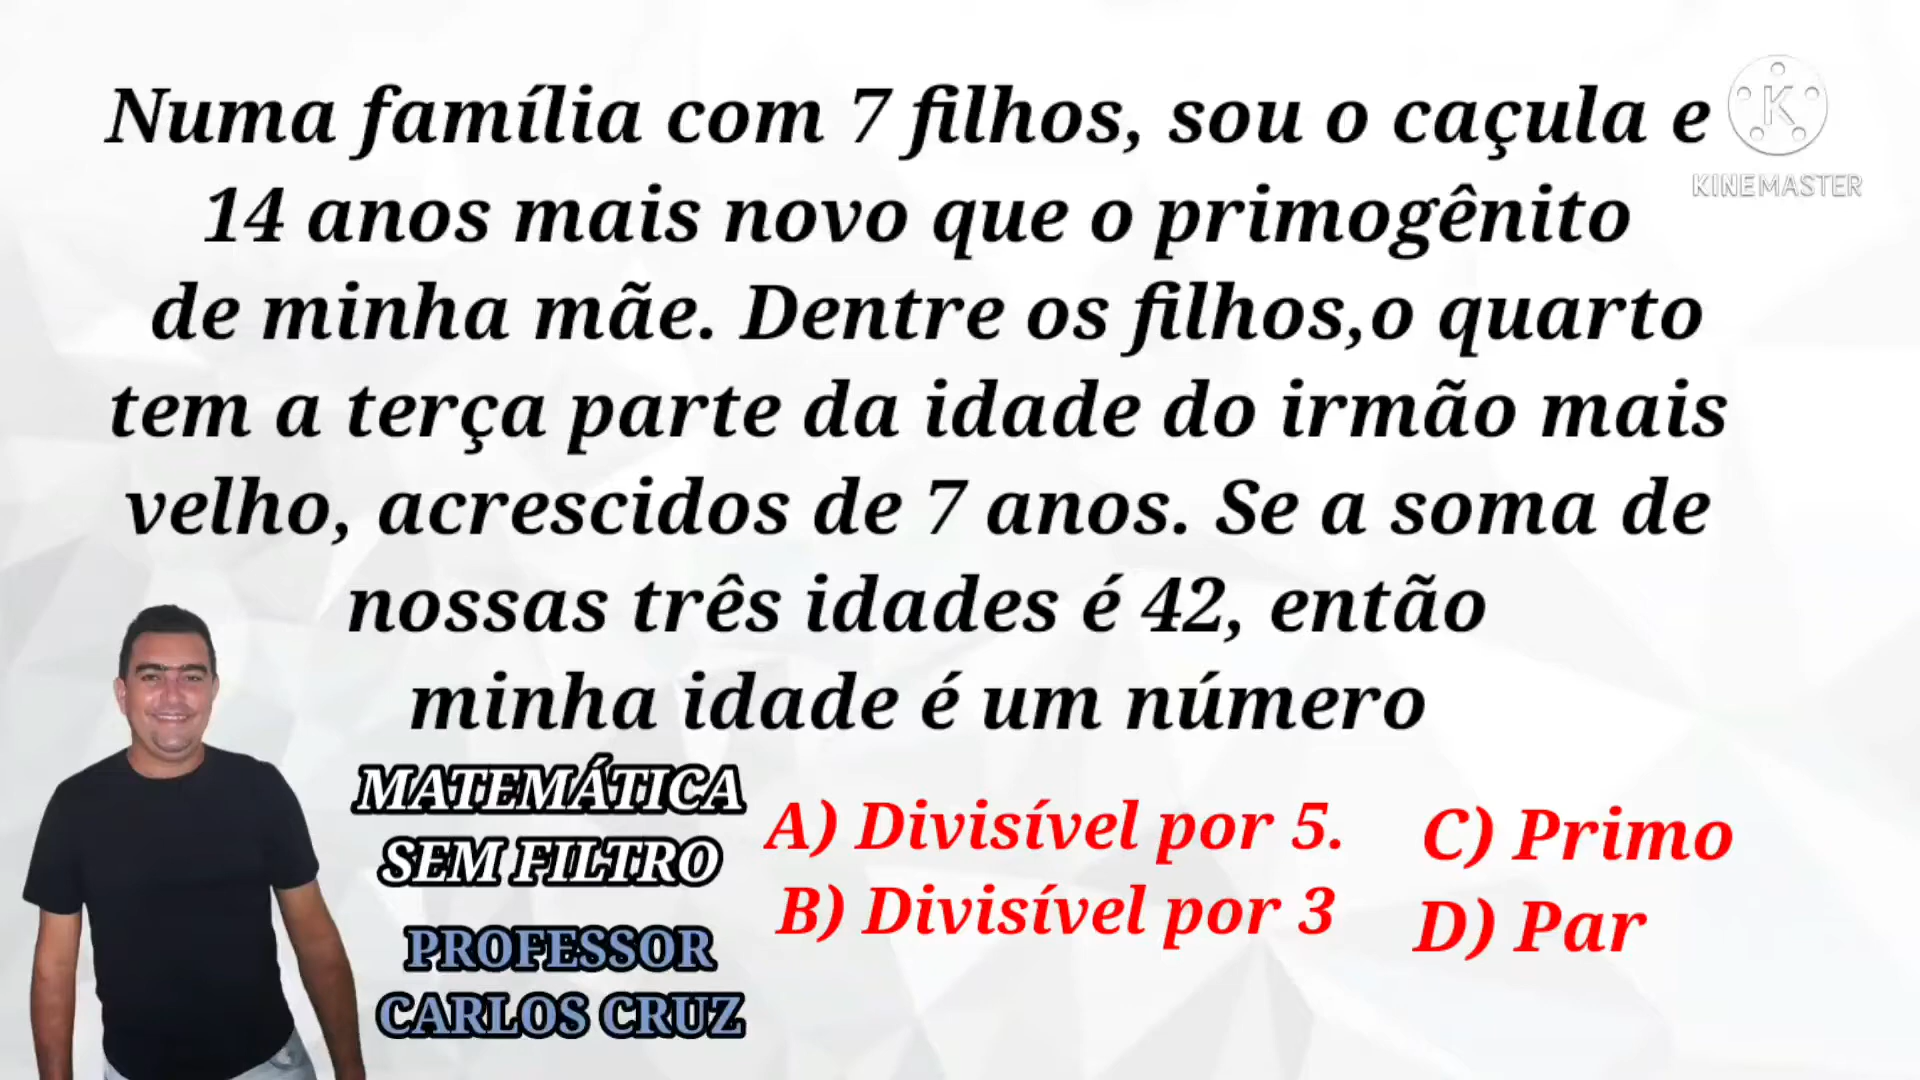 Numa família com 7 filhos, sou o caçula e
14 anos mais novo que o primogênito
de minha mãe. Dentre os filhos,o quarto
tem a terça parte da idade do irmão mais
velho, acrescidos de 7 anos. Se a soma de
nossas três idades é 42, então
minha idade é um número
K
KINEMASTER
MATEMÁTICA
SEM FILTRO
PROFESSOR
CARLOS CRUZ
A) Divisível por 5.
B) Divisível por 3
C) Primo
D) Par